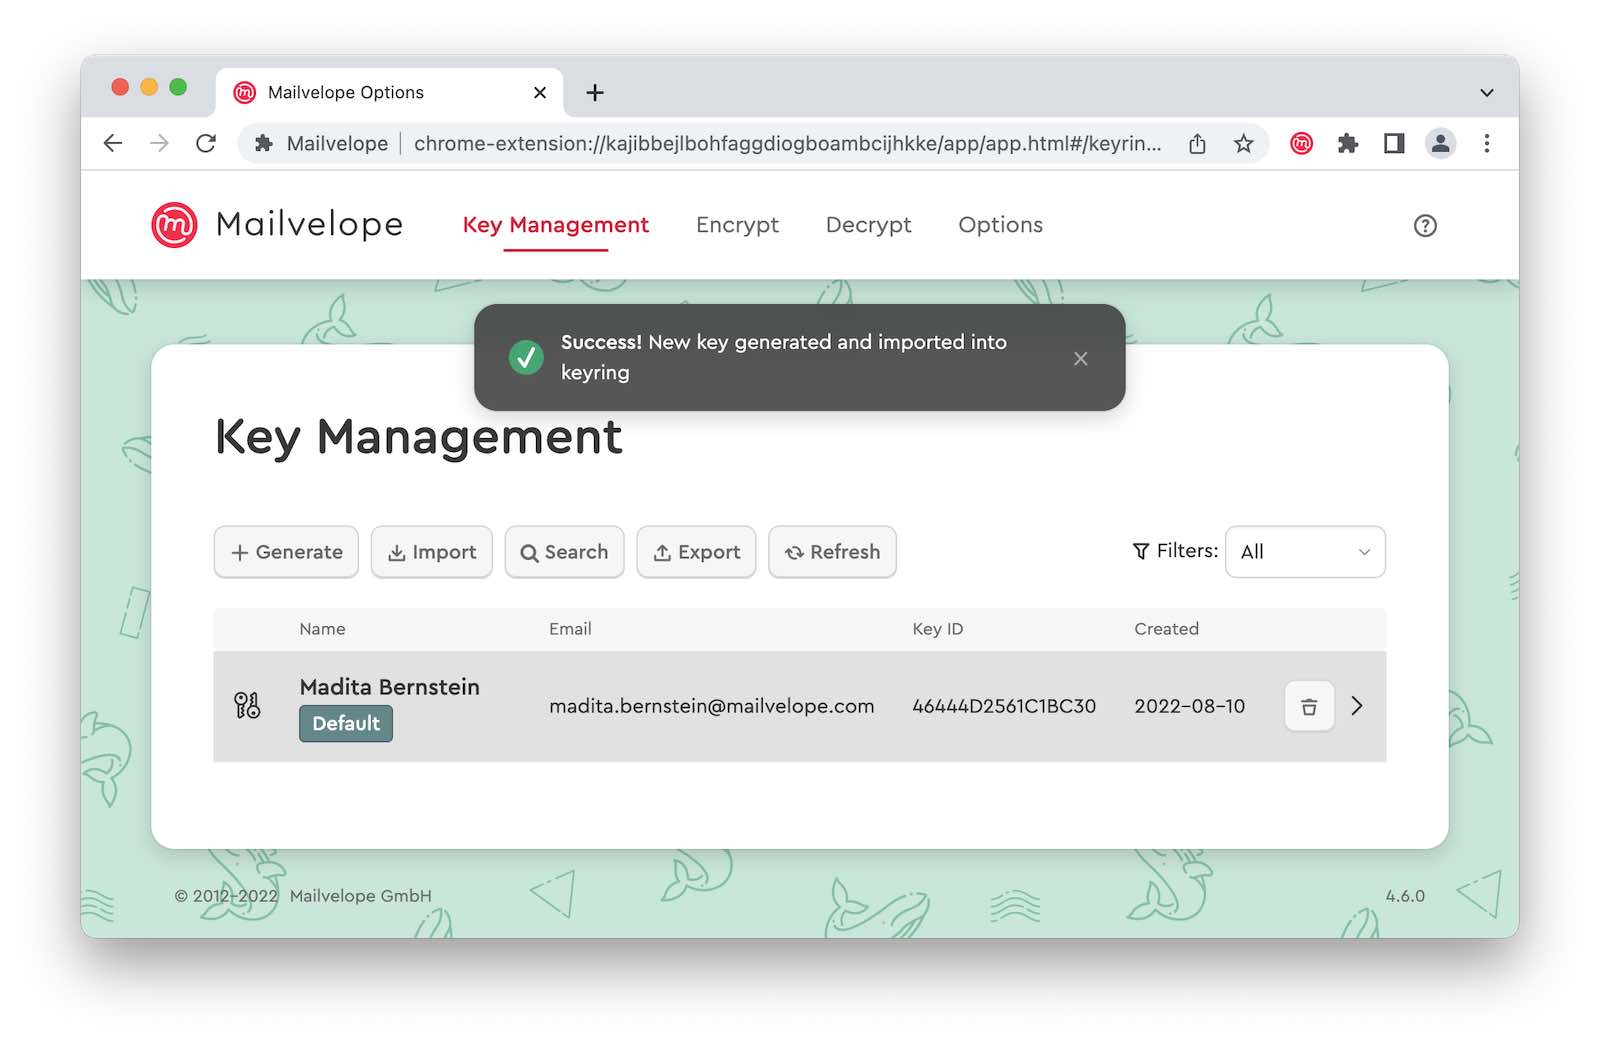 Mailvelope Options
Mailvelope chrome-extension://kajibbejlbohfaggdiogboambcijhkke/app/app.html#/keyrin...
Mailvelope Key Management Encrypt Decrypt Options
Success! New key generated and imported into
keyring
Key Management
Generate Import Search Export Refresh Filters: All
Name Email Key ID Created
Madita Bernstein
Default
madita.bernstein@mailvelope.com 46444D2561C1BC30 2022-08-10
© 2012-2022 Mailvelope GmbH 4.6.0